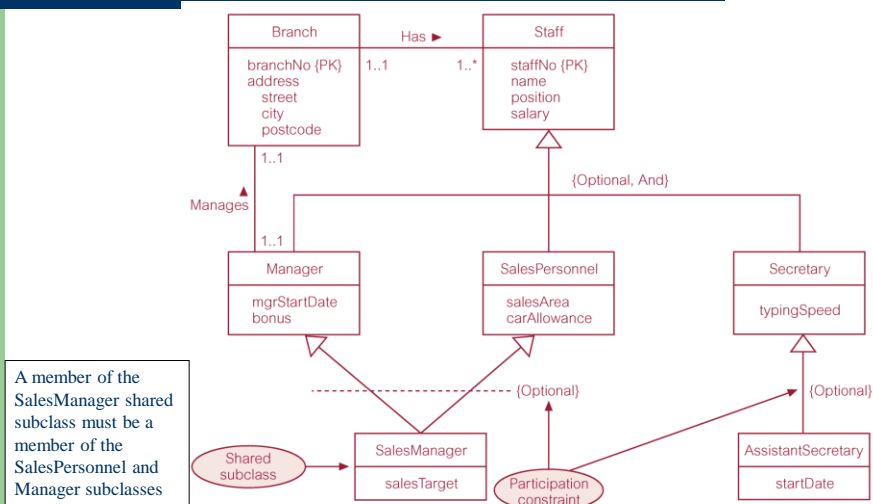 Branch
Has ►
Staff
branchNo {PK}
address
street
city
postcode
1..1
1..*
staffNo {PK}
name
position
salary
1..1
{Optional, And}
Manages
▲
1..1
Manager
mgrStartDate
bonus
SalesPersonnel
salesArea
carAllowance
Secretary
typingSpeed
{Optional}
{Optional}
A member of the
SalesManager shared
subclass must be a
member of the
SalesPersonnel and
Manager subclasses
Shared
subclass
SalesManager
salesTarget
Participation
constraint
AssistantSecretary
startDate